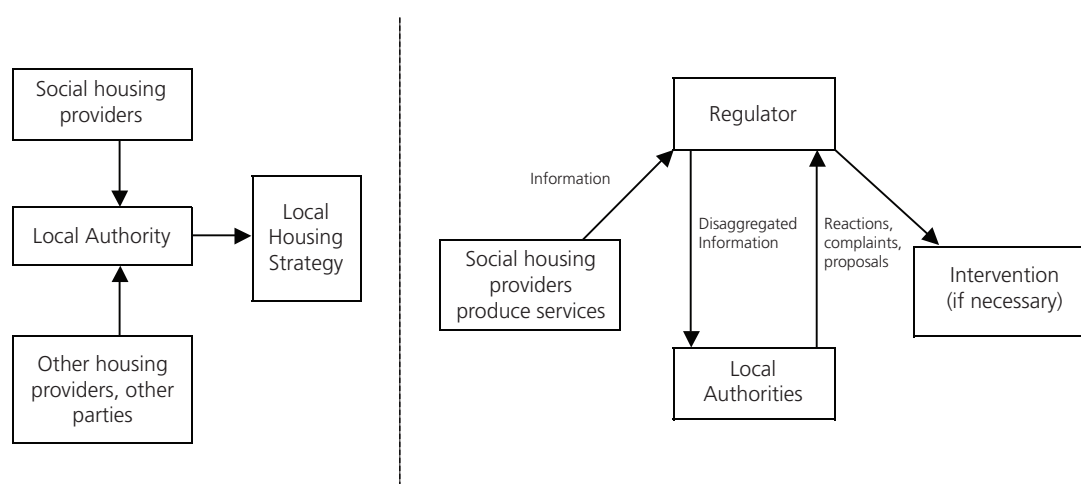 Social housing
providers
Local Authority
Local
Housing
Strategy
Other housing
providers, other
parties
Regulator
Information
Disaggregated
Information
Reactions,
complaints,
proposals
Social housing
providers
produce services
Intervention
(if necessary)
Local
Authorities